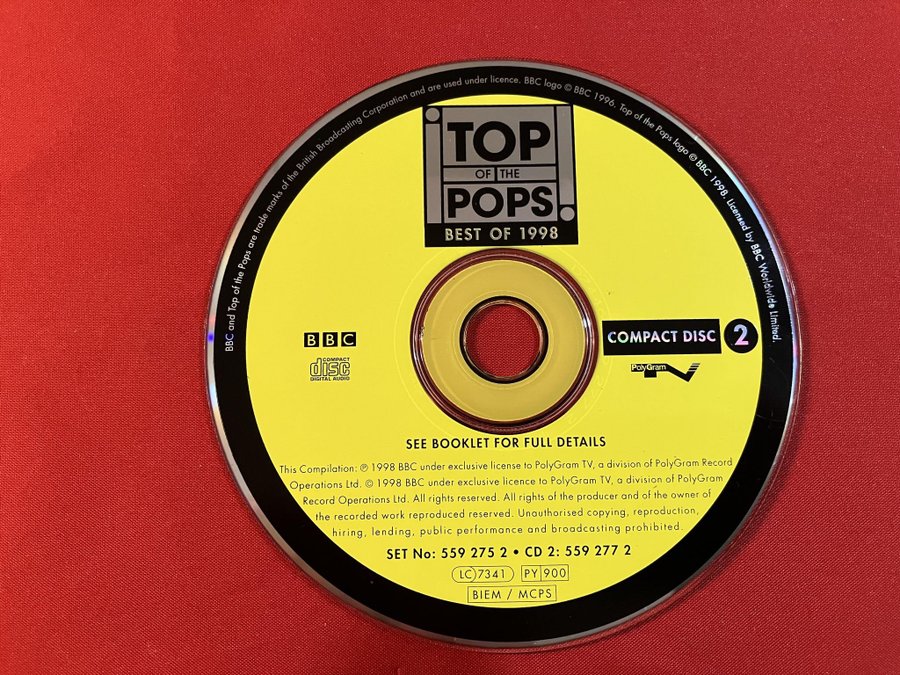 BBC and Top of the Pops are trade marks of the British Broadcasting Corporation and are used under licence. BBC logo © BBC 1996. Top of the Pops logo © BBC 1998. Licensed by BBC Worldwide Limited.
TOP
OF THE
POPS
BEST OF 1998
BBC
COMPACT
disc
DIGITAL AUDIO
COMPACT DISC 2
PolyGram TV
SEE BOOKLET FOR FULL DETAILS
This Compilation: ℗ 1998 BBC under exclusive license to PolyGram TV, a division of PolyGram Record
Operations Ltd. © 1998 BBC under exclusive licence to PolyGram TV, a division of PolyGram
Record Operations Ltd. All rights reserved. All rights of the producer and of the owner of
the recorded work reproduced reserved. Unauthorised copying, reproduction,
hiring, lending, public performance and broadcasting prohibited.
SET No: 559 275 2 • CD 2: 559 277 2
LC 7341 PY 900
BIEM / MCPS